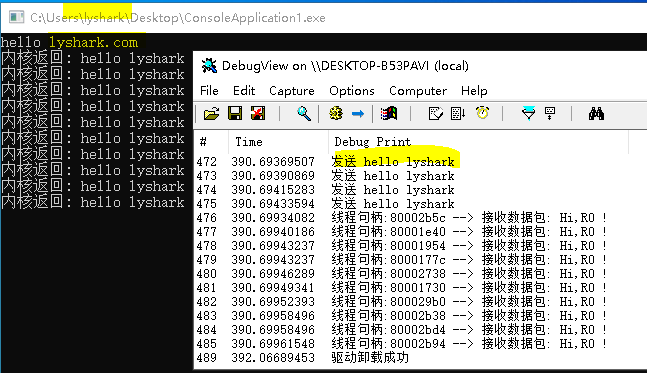 C:\Users\lyshark\Desktop\ConsoleApplication1.exe
hello lyshark.com
内核返回: hello lyshark
内核返回: hello lyshark
内核返回: hello lyshark
内核返回: hello lyshark
内核返回: hello lyshark
内核返回: hello lyshark
内核返回: hello lyshark
内核返回: hello lyshark
内核返回: hello lyshark
内核返回: hello lyshark
DebugView on \\DESKTOP-B53PAVI (local)
File Edit Capture Options Computer Help
# Time Debug Print
472 390.69369507 发送 hello lyshark
473 390.69390869 发送 hello lyshark
474 390.69415283 发送 hello lyshark
475 390.69433594 发送 hello lyshark
476 390.69934082 线程句柄:80002b5c --> 接收数据包: Hi,R0 !
477 390.69940186 线程句柄:80001e40 --> 接收数据包: Hi,R0 !
478 390.69943237 线程句柄:80001954 --> 接收数据包: Hi,R0 !
479 390.69943237 线程句柄:8000177c --> 接收数据包: Hi,R0 !
480 390.69946289 线程句柄:80002738 --> 接收数据包: Hi,R0 !
481 390.69949341 线程句柄:80001730 --> 接收数据包: Hi,R0 !
482 390.69952393 线程句柄:800029b0 --> 接收数据包: Hi,R0 !
483 390.69958496 线程句柄:80002b38 --> 接收数据包: Hi,R0 !
484 390.69958496 线程句柄:80002bd4 --> 接收数据包: Hi,R0 !
485 390.69961548 线程句柄:80002b94 --> 接收数据包: Hi,R0 !
489 392.06689453 驱动卸载成功